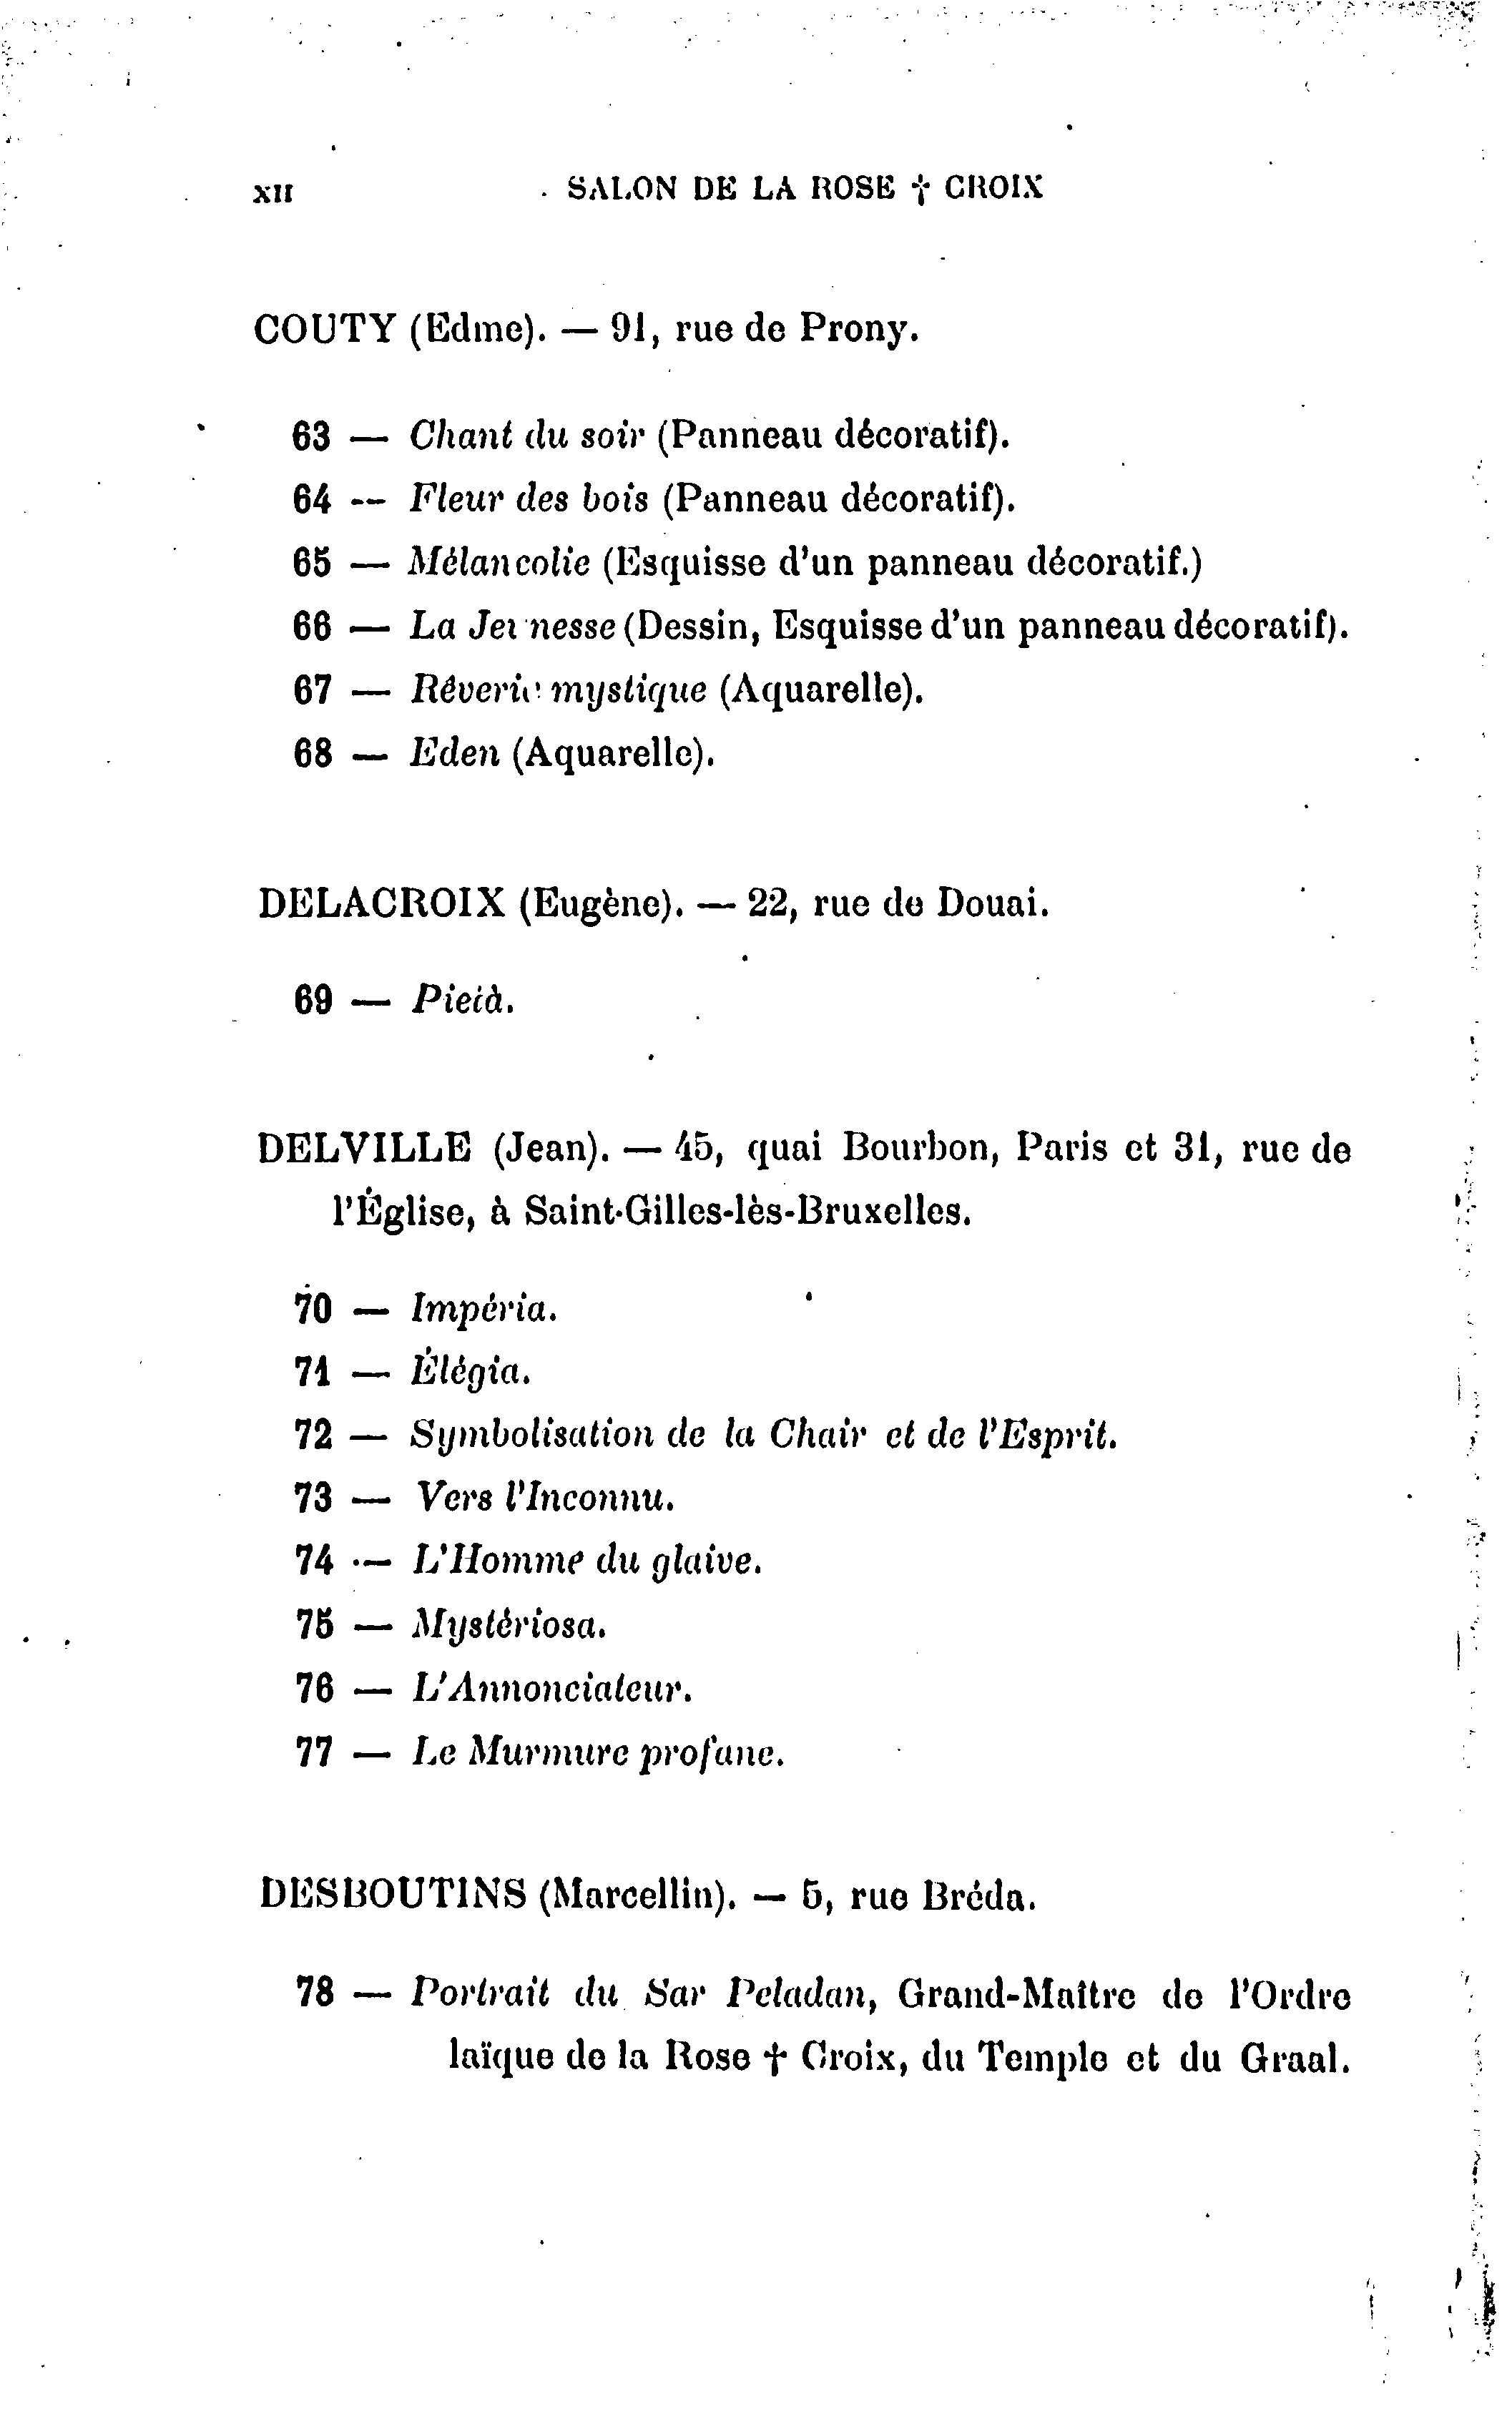 XII SALON DE LA ROSE † CROIX
COUTY (Edme). — 91, rue de Prony.
63 — Chant du soir (Panneau décoratif).
64 — Fleur des bois (Panneau décoratif).
65 — Mélancolie (Esquisse d'un panneau décoratif.)
66 — La Jeunesse (Dessin, Esquisse d'un panneau décoratif).
67 — Rêverie mystique (Aquarelle).
68 — Eden (Aquarelle).
DELACROIX (Eugène). — 22, rue de Douai.
69 — Pietà.
DELVILLE (Jean). — 45, quai Bourbon, Paris et 31, rue de
l'Église, à Saint-Gilles-lès-Bruxelles.
70 — Impéria.
71 — Élégia.
72 — Symbolisation de la Chair et de l'Esprit.
73 — Vers l'Inconnu.
74 — L'Homme du glaive.
75 — Mystériosa.
76 — L'Annonciateur.
77 — Le Murmure profane.
DESBOUTINS (Marcellin). — 5, rue Bréda.
78 — Portrait du Sar Peladan, Grand-Maître de l'Ordre
laïque de la Rose † Croix, du Temple et du Graal.